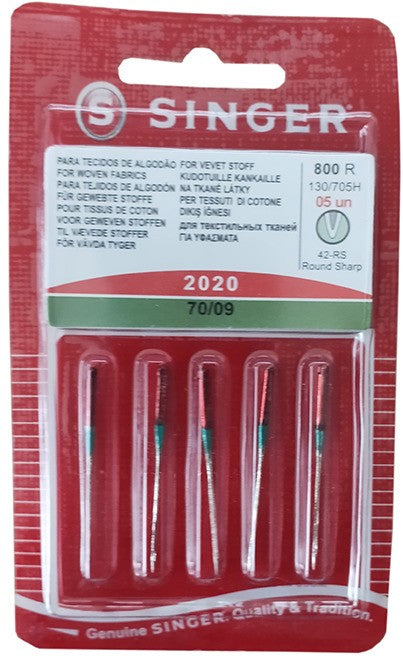 S SINGER
PARA TECIDOS DE ALGODÃO
FOR WOVEN FABRICS
PARA TEJIDOS DE ALGODÓN
FÜR GEWEBTE STOFFE
POUR TISSUS DE COTON
VOOR GEWEVEN STOFFEN
TIL VÆVEDE STOFFER
FÖR VÄVDA TYGER
FOR VEVET STOFF
KUDOTUILLE KANKAILLE
NA TKANÉ LÁTKY
PER TESSUTI DI COTONE
DIKIŞ İĞNESI
для текстильных тканей
ГІА УФАΣМАТА
800 R
130/705H
05 un
42-RS
Round Sharp
2020
70/09
Genuine SINGER. Quality & Tradition.